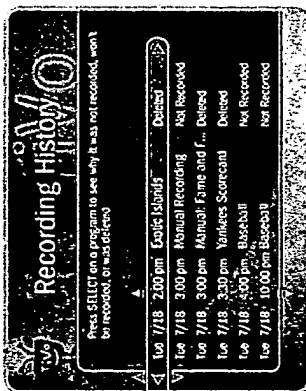 TiVo
Recording History
Press SELECT on a program to see why it was not recorded, won't
be recorded, or was deleted
Tue 7/18 2:00 pm Exotic Islands Deleted
Tue 7/18 3:00 pm Manual Recording Not Recorded
Tue 7/18 3:00 pm Manual: Fame and F... Deleted
Tue 7/18 3:30 pm Yankees Scorecard Deleted
Tue 7/18 4:00 pm Baseball Not Recorded
Tue 7/18 10:00 pm Baseball Not Recorded